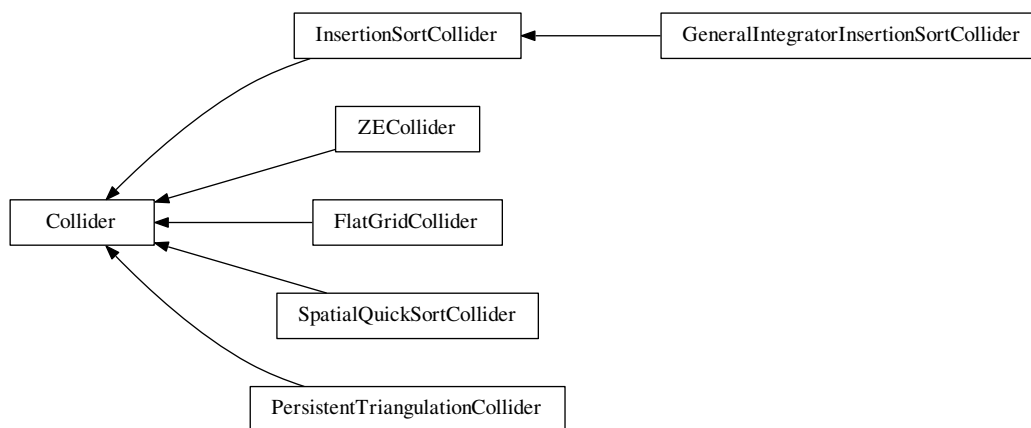 InsertionSortCollider
GeneralIntegratorInsertionSortCollider
ZECollider
Collider
FlatGridCollider
SpatialQuickSortCollider
PersistentTriangulationCollider